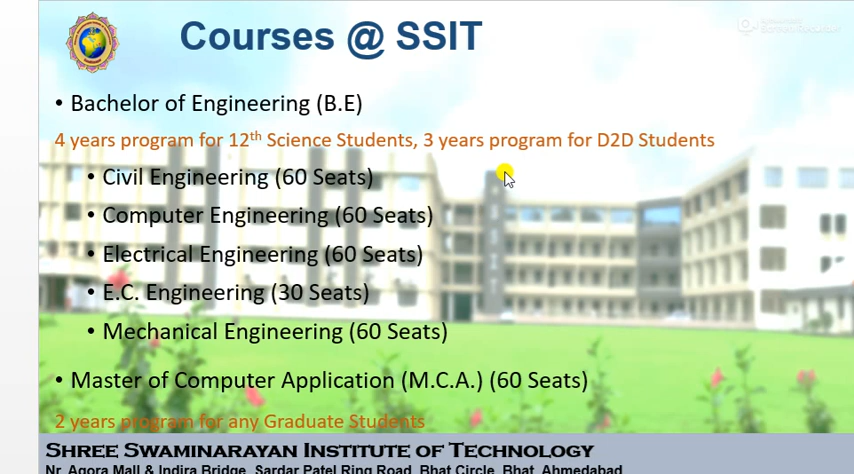 Courses @ SSIT
• Bachelor of Engineering (B.E)
4 years program for 12th Science Students, 3 years program for D2D Students
• Civil Engineering (60 Seats)
• Computer Engineering (60 Seats)
• Electrical Engineering (60 Seats)
• E.C. Engineering (30 Seats)
• Mechanical Engineering (60 Seats)
• Master of Computer Application (M.C.A.) (60 Seats)
2 years program for any Graduate Students
SHREE SWAMINARAYAN INSTITUTE OF TECHNOLOGY
Nr. Agora Mall & Indira Bridge, Sardar Patel Ring Road, Bhat Circle, Bhat, Ahmedabad